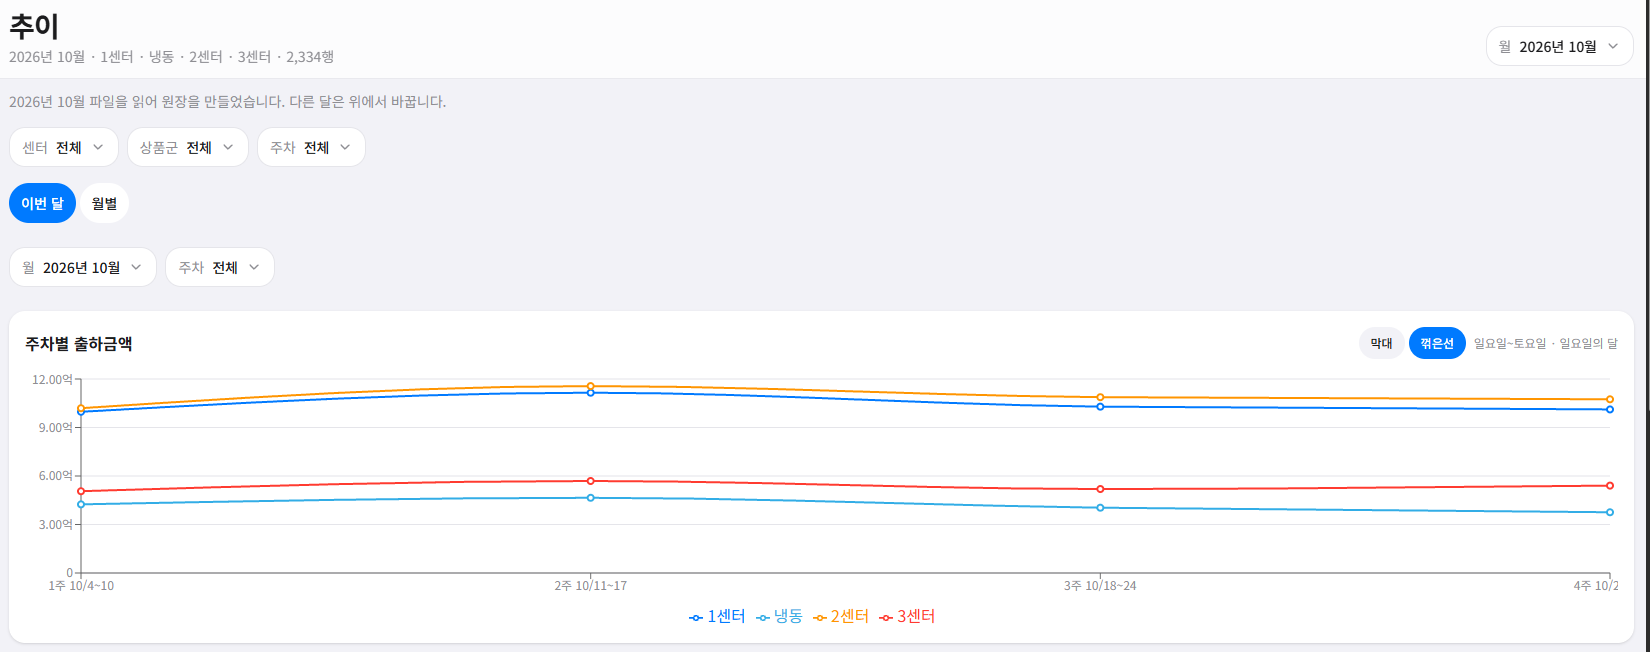 추이
2026년 10월 · 1센터 · 냉동 · 2센터 · 3센터 · 2,334행
월 2026년 10월
2026년 10월 파일을 읽어 원장을 만들었습니다. 다른 달은 위에서 바꿉니다.
센터 전체 상품군 전체 주차 전체
이번 달 월별
월 2026년 10월 주차 전체
주차별 출하금액
막대 꺾은선 일요일~토요일 · 일요일의 달
12.00억
9.00억
6.00억
3.00억
0
1주 10/4~10 2주 10/11~17 3주 10/18~24 4주 10/2
1센터 냉동 2센터 3센터